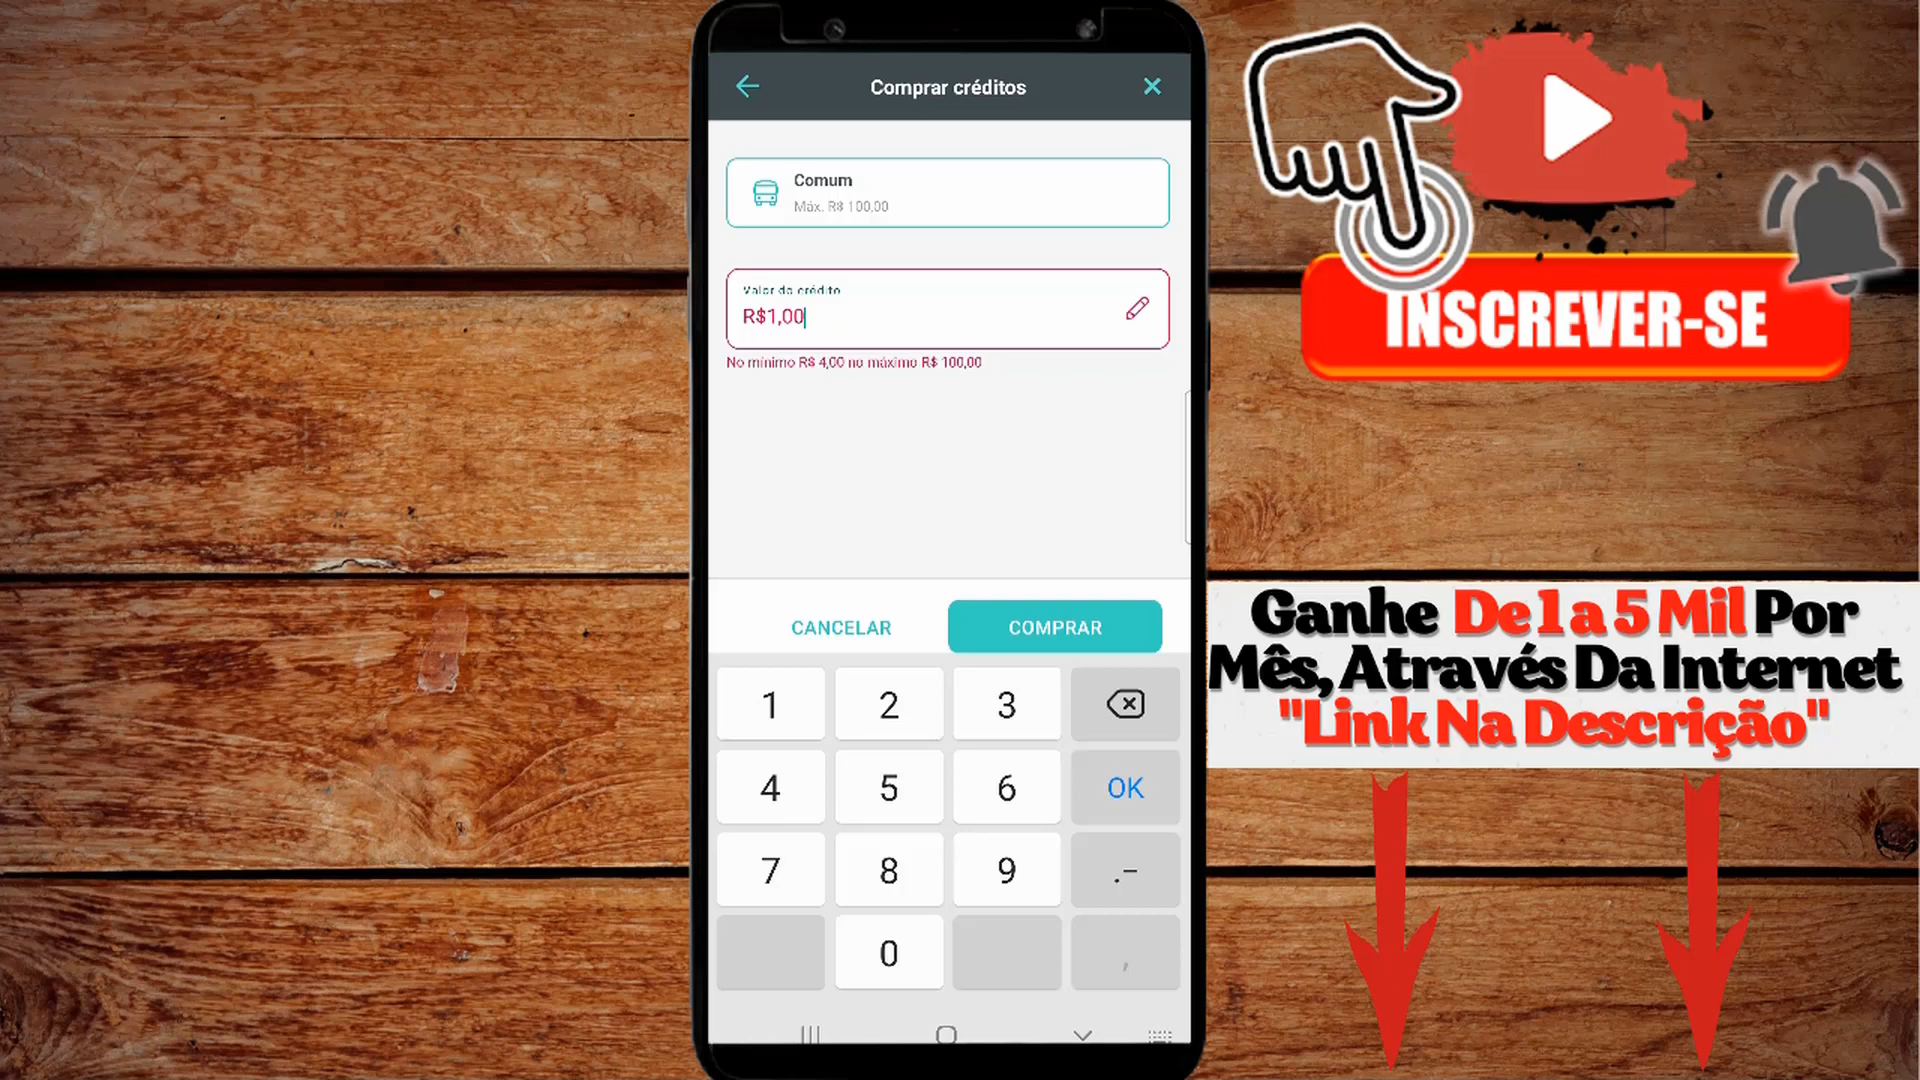 Comprar créditos
Comum
Máx. R$ 100,00
Valor do crédito
R$1,00
No mínimo R$ 4,00 no máximo R$ 100,00
CANCELAR
COMPRAR
1 2 3
4 5 6 OK
7 8 9 .-
0 ,
INSCREVER-SE
Ganhe De 1 a 5 Mil Por
Mês, Através Da Internet
"Link Na Descrição"